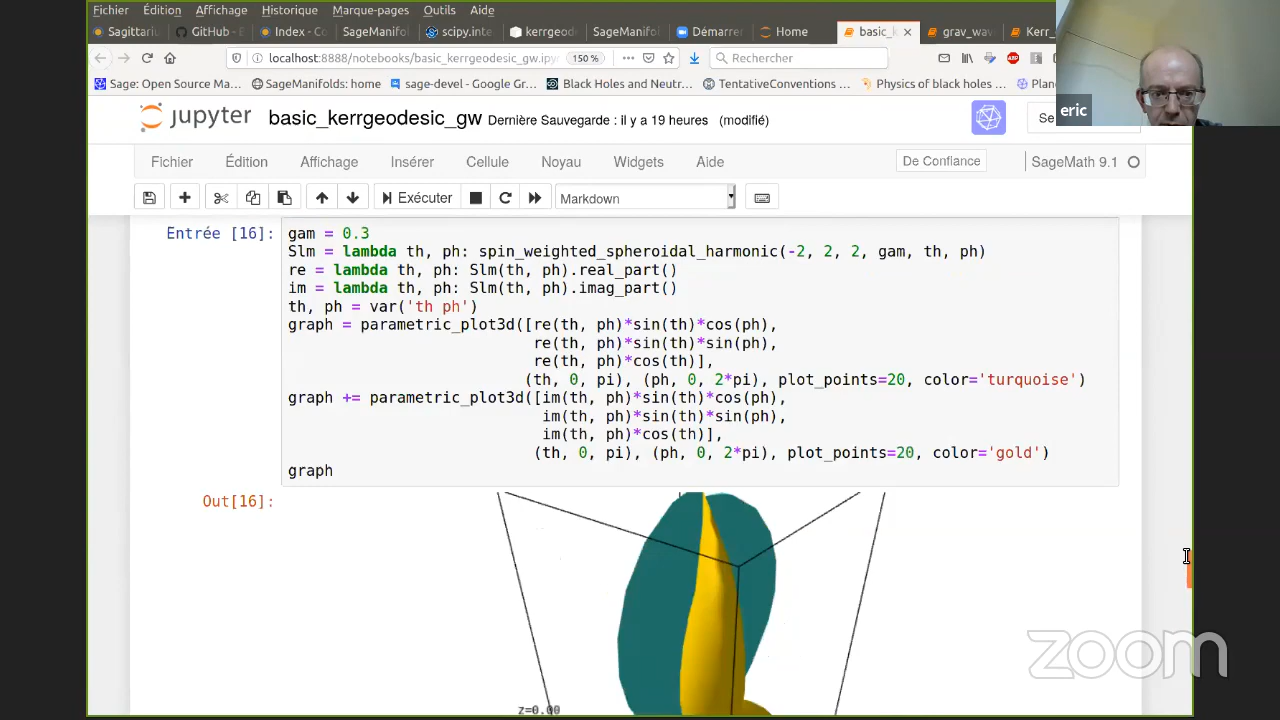 Fichier Édition Affichage Historique Marque-pages Outils Aide
Sagittariu GitHub - Index - Co SageManifol scipy.inte kerrgeod SageManifol Démarrer Home basic_k grav_wav Kerr_
localhost:8888/notebooks/basic_kerrgeodesic_gw.ipy 150 % Rechercher
Sage: Open Source Ma… SageManifolds: home sage-devel - Google Gr… Black Holes and Neutr… TentativeConventions … Physics of black holes … Plan
eric
jupyter basic_kerrgeodesic_gw Dernière Sauvegarde : il y a 19 heures (modifié) Se
Fichier Édition Affichage Insérer Cellule Noyau Widgets Aide De Confiance SageMath 9.1
Exécuter Markdown
Entrée [16]: gam = 0.3
Slm = lambda th, ph: spin_weighted_spheroidal_harmonic(-2, 2, 2, gam, th, ph)
re = lambda th, ph: Slm(th, ph).real_part()
im = lambda th, ph: Slm(th, ph).imag_part()
th, ph = var('th ph')
graph = parametric_plot3d([re(th, ph)*sin(th)*cos(ph),
re(th, ph)*sin(th)*sin(ph),
re(th, ph)*cos(th)],
(th, 0, pi), (ph, 0, 2*pi), plot_points=20, color='turquoise')
graph += parametric_plot3d([im(th, ph)*sin(th)*cos(ph),
im(th, ph)*sin(th)*sin(ph),
im(th, ph)*cos(th)],
(th, 0, pi), (ph, 0, 2*pi), plot_points=20, color='gold')
graph
Out[16]:
z=0.00
zoom